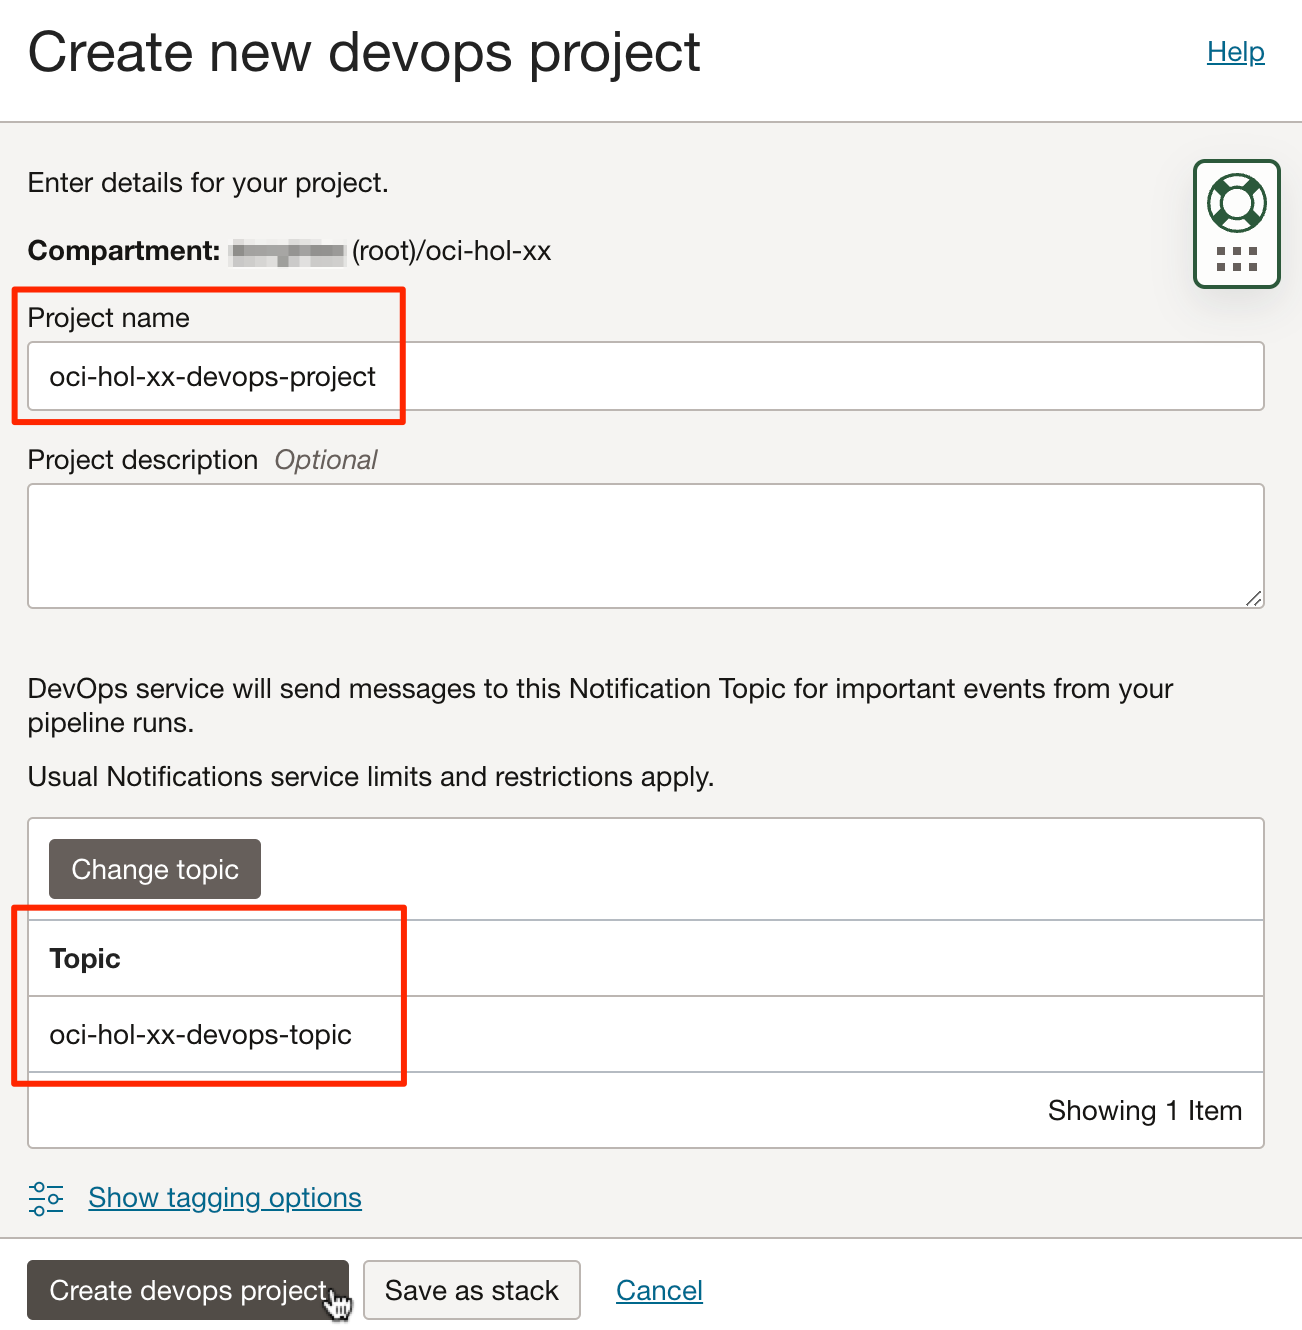 Create new devops project
Help
Enter details for your project.
Compartment: (root)/oci-hol-xx
Project name
oci-hol-xx-devops-project
Project description Optional
DevOps service will send messages to this Notification Topic for important events from your
pipeline runs.
Usual Notifications service limits and restrictions apply.
Change topic
Topic
oci-hol-xx-devops-topic
Showing 1 Item
Show tagging options
Create devops project
Save as stack
Cancel